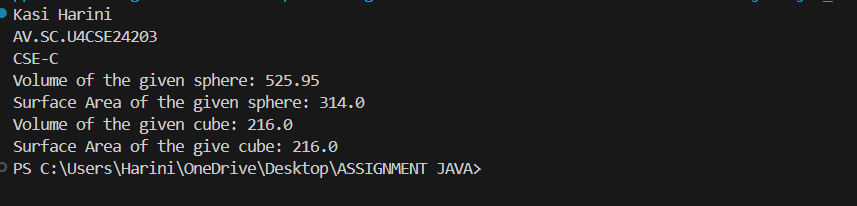 Kasi Harini
AV.SC.U4CSE24203
CSE-C
Volume of the given sphere: 525.95
Surface Area of the given sphere: 314.0
Volume of the given cube: 216.0
Surface Area of the give cube: 216.0
PS C:\Users\Harini\OneDrive\Desktop\ASSIGNMENT JAVA>